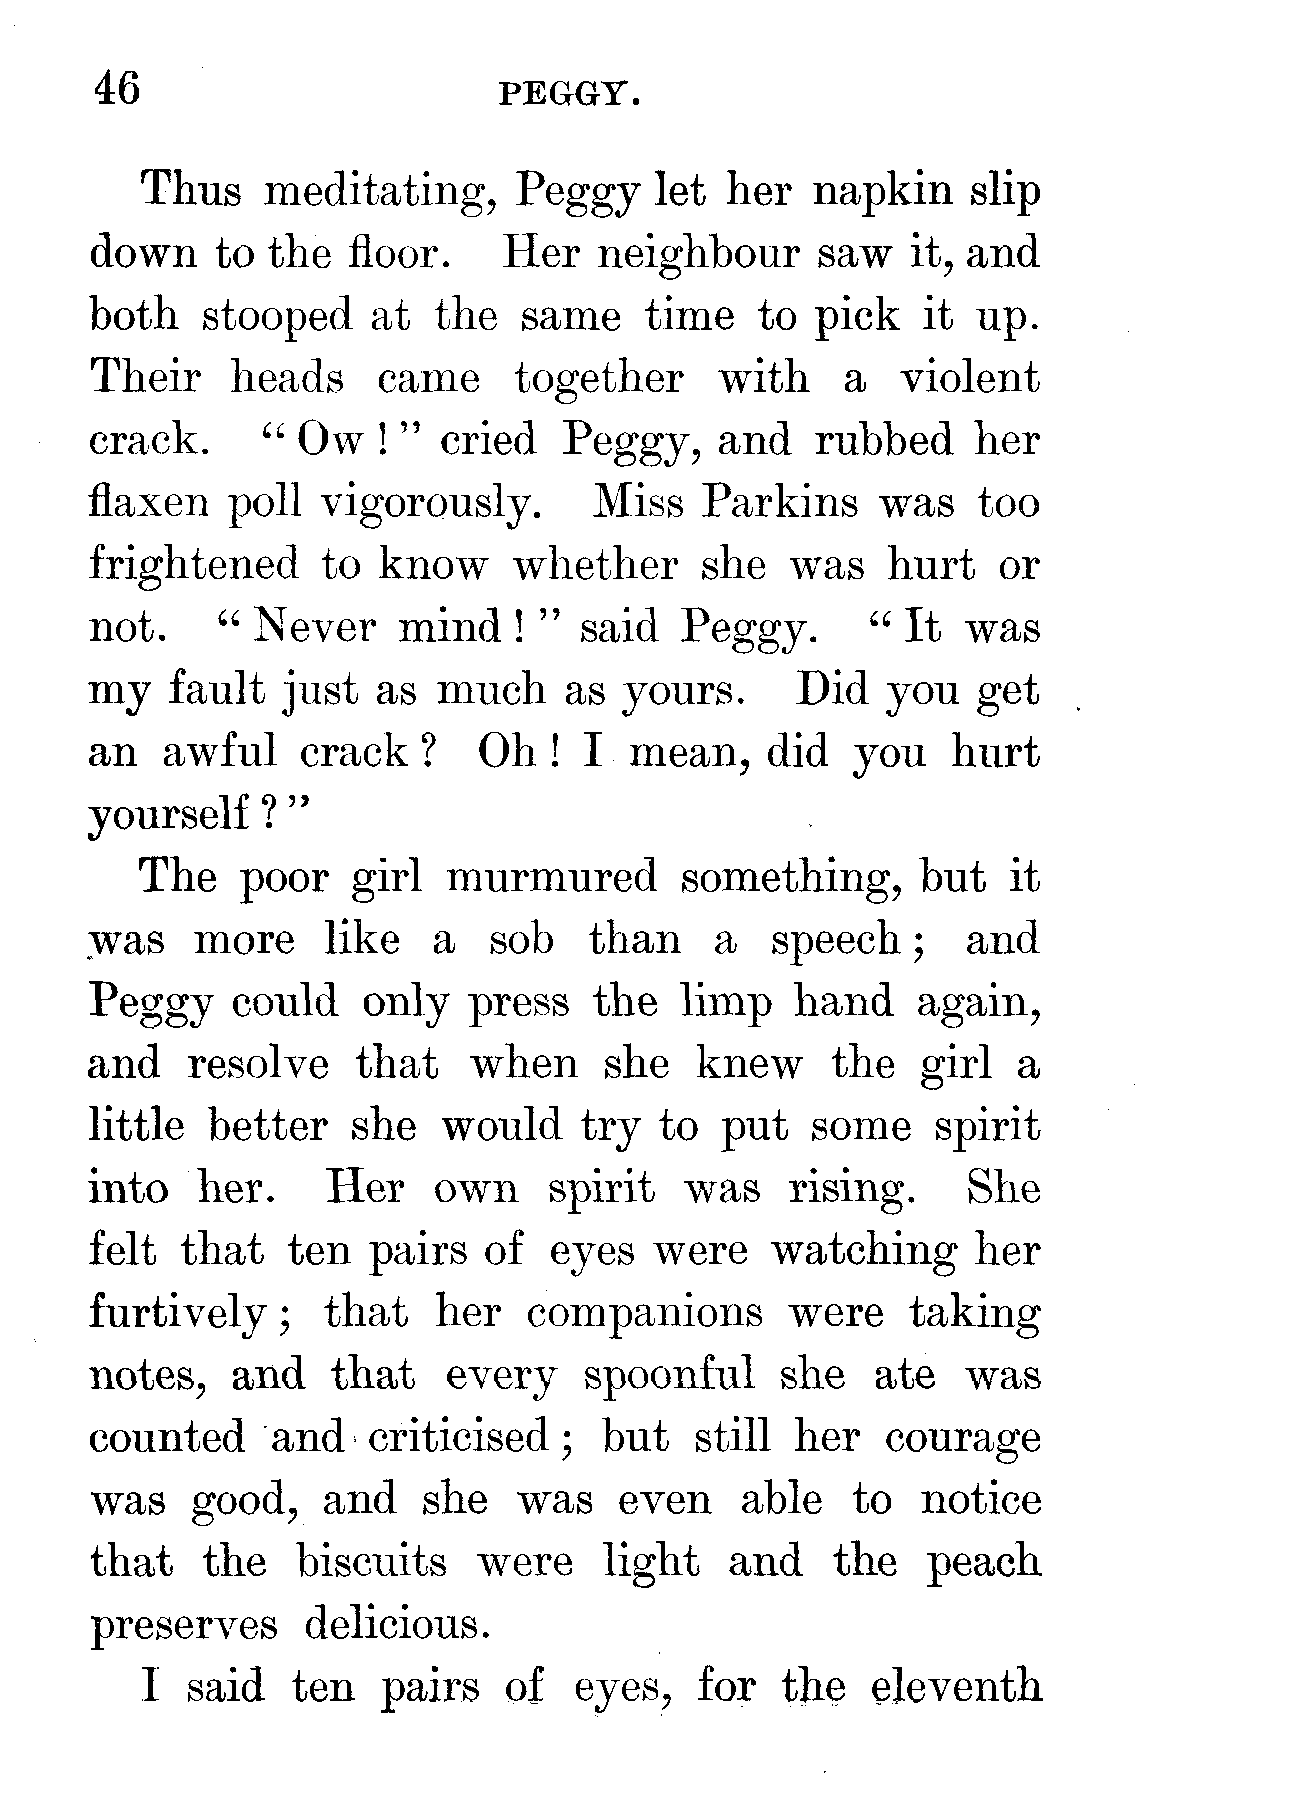 46 PEGGY.
Thus meditating, Peggy let her napkin slip
down to the floor. Her neighbour saw it, and
both stooped at the same time to pick it up.
Their heads came together with a violent
crack. “ Ow ! ” cried Peggy, and rubbed her
flaxen poll vigorously. Miss Parkins was too
frightened to know whether she was hurt or
not. “ Never mind ! ” said Peggy. “ It was
my fault just as much as yours. Did you get
an awful crack ? Oh ! I mean, did you hurt
yourself ? ”
The poor girl murmured something, but it
was more like a sob than a speech ; and
Peggy could only press the limp hand again,
and resolve that when she knew the girl a
little better she would try to put some spirit
into her. Her own spirit was rising. She
felt that ten pairs of eyes were watching her
furtively ; that her companions were taking
notes, and that every spoonful she ate was
counted and criticised ; but still her courage
was good, and she was even able to notice
that the biscuits were light and the peach
preserves delicious.
I said ten pairs of eyes, for the eleventh